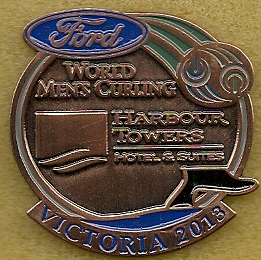 Ford
WORLD
MEN'S CURLING
HARBOUR
TOWERS
HOTEL & SUITES
VICTORIA 2013